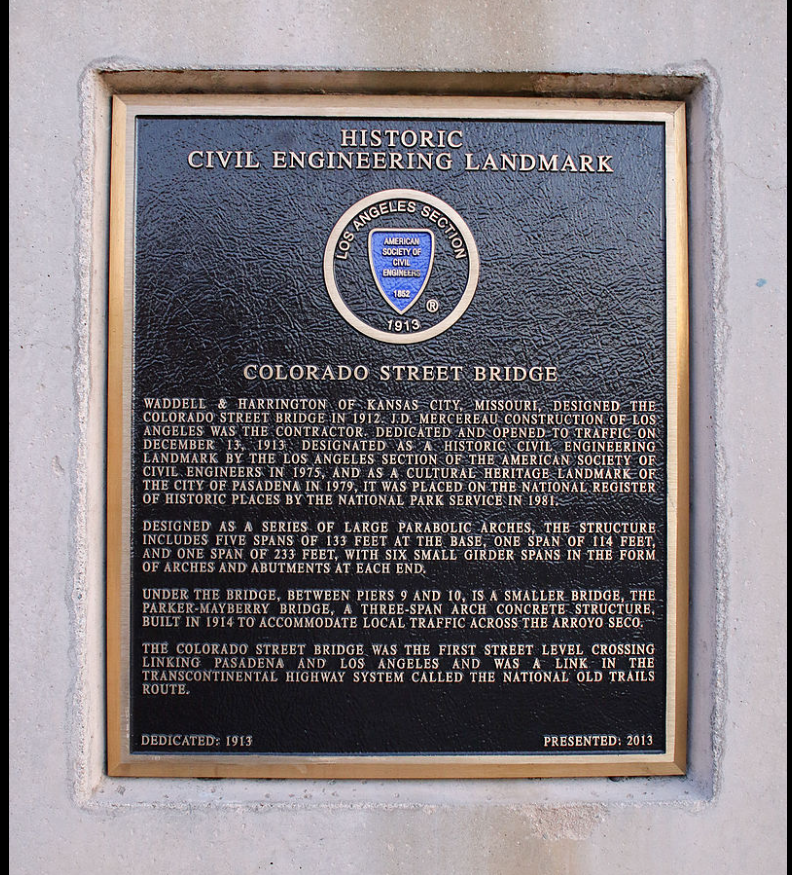 HISTORIC
CIVIL ENGINEERING LANDMARK
LOS ANGELES SECTION
AMERICAN
SOCIETY OF
CIVIL
ENGINEERS
1852
®
1913
COLORADO STREET BRIDGE
WADDELL & HARRINGTON OF KANSAS CITY, MISSOURI, DESIGNED THE
COLORADO STREET BRIDGE IN 1912. J.D. MERCEREAU CONSTRUCTION OF LOS
ANGELES WAS THE CONTRACTOR. DEDICATED AND OPENED TO TRAFFIC ON
DECEMBER 13, 1913. DESIGNATED AS A HISTORIC CIVIL ENGINEERING
LANDMARK BY THE LOS ANGELES SECTION OF THE AMERICAN SOCIETY OF
CIVIL ENGINEERS IN 1975, AND AS A CULTURAL HERITAGE LANDMARK OF
THE CITY OF PASADENA IN 1979, IT WAS PLACED ON THE NATIONAL REGISTER
OF HISTORIC PLACES BY THE NATIONAL PARK SERVICE IN 1981.
DESIGNED AS A SERIES OF LARGE PARABOLIC ARCHES, THE STRUCTURE
INCLUDES FIVE SPANS OF 133 FEET AT THE BASE, ONE SPAN OF 114 FEET,
AND ONE SPAN OF 233 FEET, WITH SIX SMALL GIRDER SPANS IN THE FORM
OF ARCHES AND ABUTMENTS AT EACH END.
UNDER THE BRIDGE, BETWEEN PIERS 9 AND 10, IS A SMALLER BRIDGE, THE
PARKER-MAYBERRY BRIDGE, A THREE-SPAN ARCH CONCRETE STRUCTURE,
BUILT IN 1914 TO ACCOMMODATE LOCAL TRAFFIC ACROSS THE ARROYO SECO.
THE COLORADO STREET BRIDGE WAS THE FIRST STREET LEVEL CROSSING
LINKING PASADENA AND LOS ANGELES AND WAS A LINK IN THE
TRANSCONTINENTAL HIGHWAY SYSTEM CALLED THE NATIONAL OLD TRAILS
ROUTE.
DEDICATED: 1913
PRESENTED: 2013